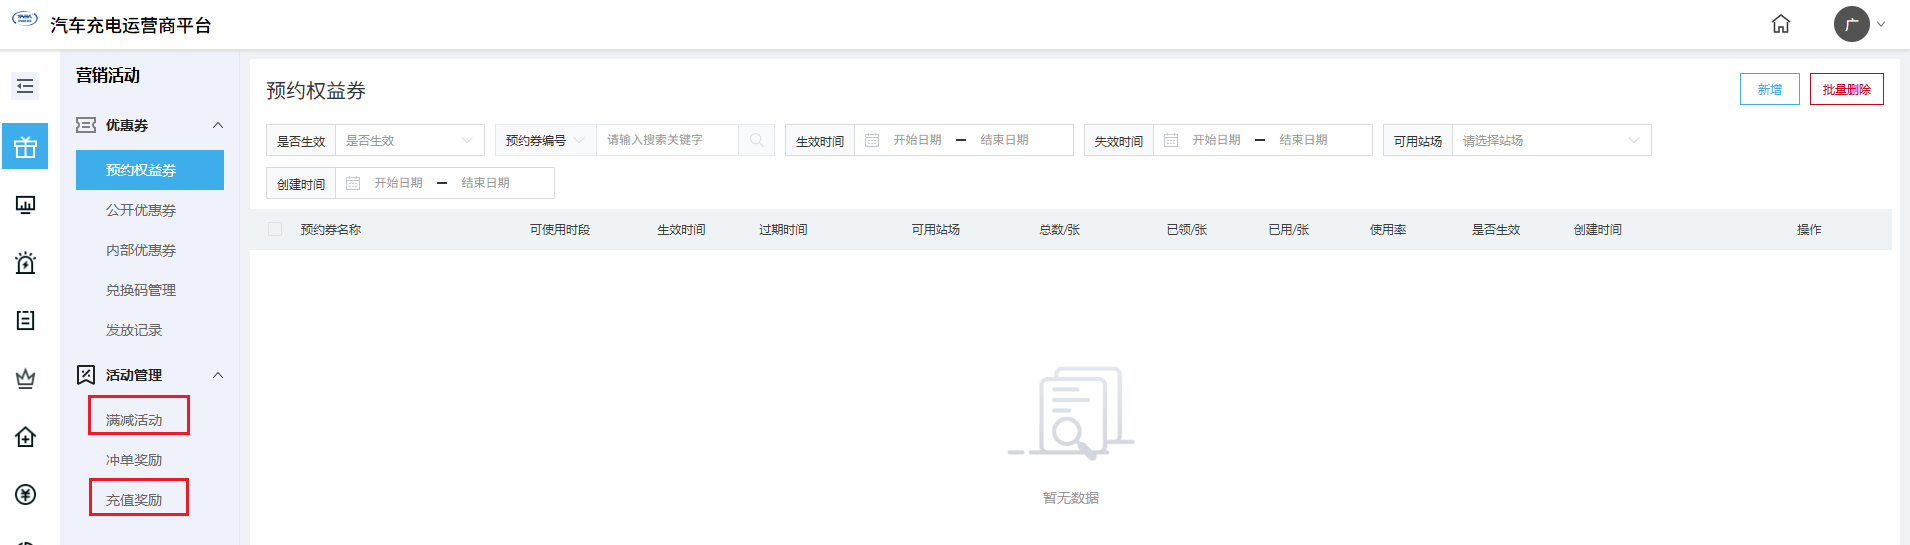 汽车充电运营商平台
广
营销活动
优惠券
预约权益券
公开优惠券
内部优惠券
兑换码管理
发放记录
活动管理
满减活动
冲单奖励
充值奖励
预约权益券
新增
批量删除
是否生效 是否生效
预约券编号 请输入搜索关键字
生效时间 开始日期 — 结束日期
失效时间 开始日期 — 结束日期
可用站场 请选择站场
创建时间 开始日期 — 结束日期
预约券名称 可使用时段 生效时间 过期时间 可用站场 总数/张 已领/张 已用/张 使用率 是否生效 创建时间 操作
暂无数据